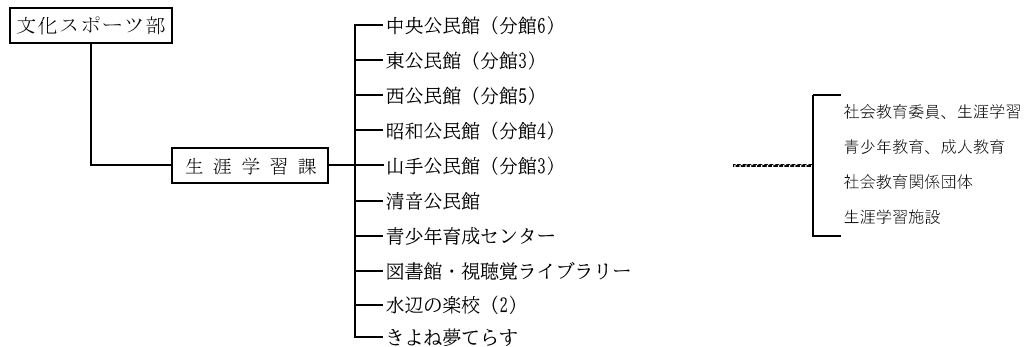 文化スポーツ部
生涯学習課
中央公民館（分館6）
東公民館（分館3）
西公民館（分館5）
昭和公民館（分館4）
山手公民館（分館3）
清音公民館
青少年育成センター
図書館・視聴覚ライブラリー
水辺の楽校（2）
きよね夢てらす
社会教育委員、生涯学習
青少年教育、成人教育
社会教育関係団体
生涯学習施設